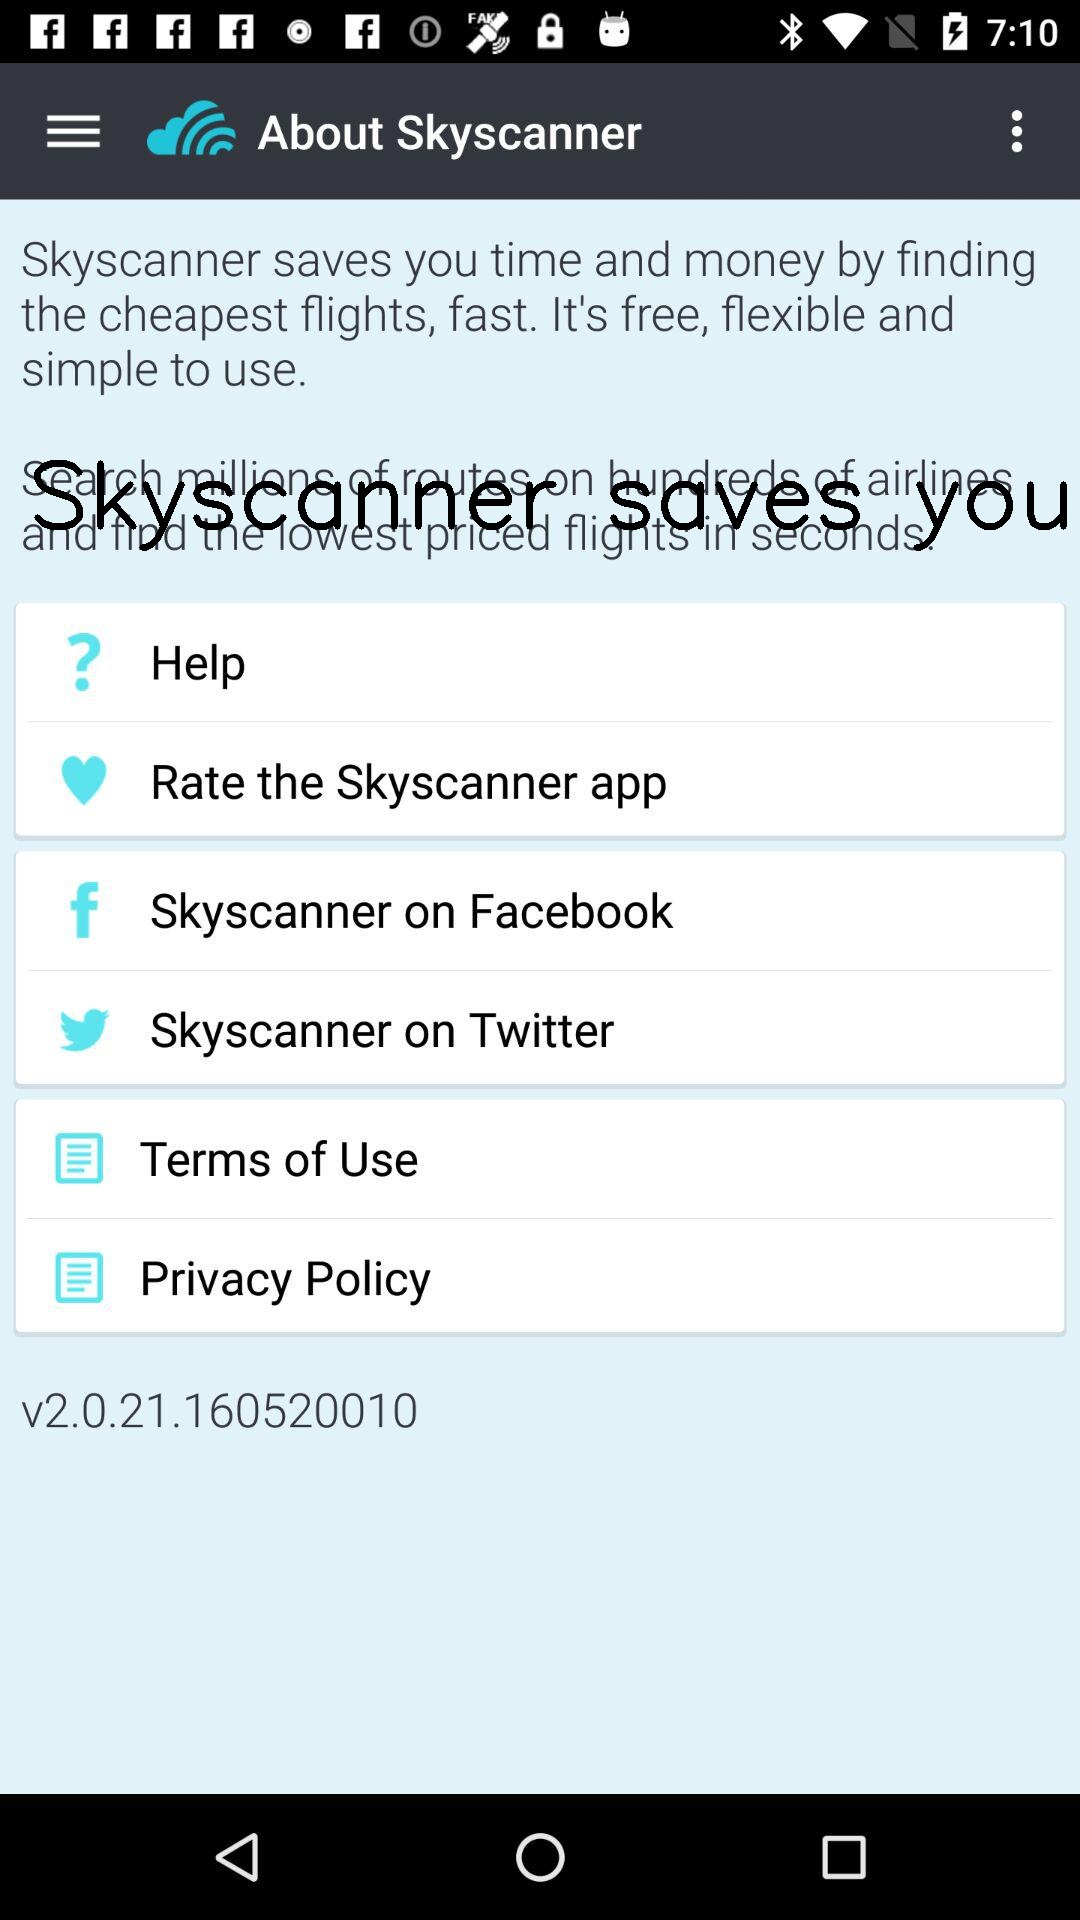 FAKE
7:10
About Skyscanner
Skyscanner saves you time and money by finding
the cheapest flights, fast. It's free, flexible and
simple to use.
Search millions of routes on hundreds of airlines
Skyscanner saves you
and find the lowest priced flights in seconds.
Help
Rate the Skyscanner app
Skyscanner on Facebook
Skyscanner on Twitter
Terms of Use
Privacy Policy
v2.0.21.160520010